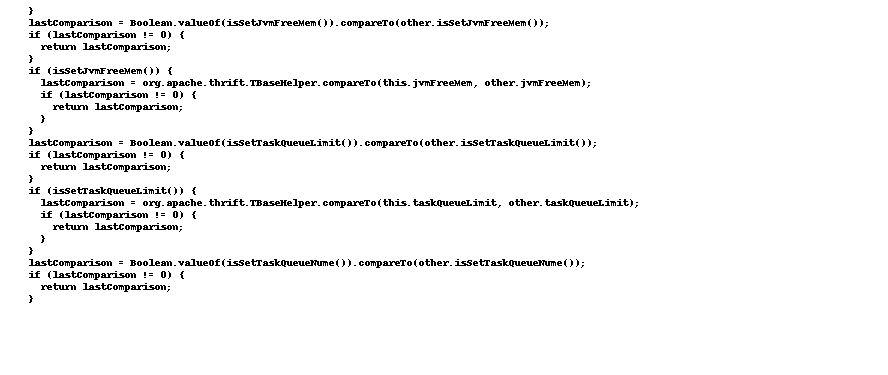 }
lastComparison = Boolean.valueOf(isSetJvmFreeMem()).compareTo(other.isSetJvmFreeMem());
if (lastComparison != 0) {
  return lastComparison;
}
if (isSetJvmFreeMem()) {
  lastComparison = org.apache.thrift.TBaseHelper.compareTo(this.jvmFreeMem, other.jvmFreeMem);
  if (lastComparison != 0) {
    return lastComparison;
  }
}
lastComparison = Boolean.valueOf(isSetTaskQueueLimit()).compareTo(other.isSetTaskQueueLimit());
if (lastComparison != 0) {
  return lastComparison;
}
if (isSetTaskQueueLimit()) {
  lastComparison = org.apache.thrift.TBaseHelper.compareTo(this.taskQueueLimit, other.taskQueueLimit);
  if (lastComparison != 0) {
    return lastComparison;
  }
}
lastComparison = Boolean.valueOf(isSetTaskQueueNume()).compareTo(other.isSetTaskQueueNume());
if (lastComparison != 0) {
  return lastComparison;
}